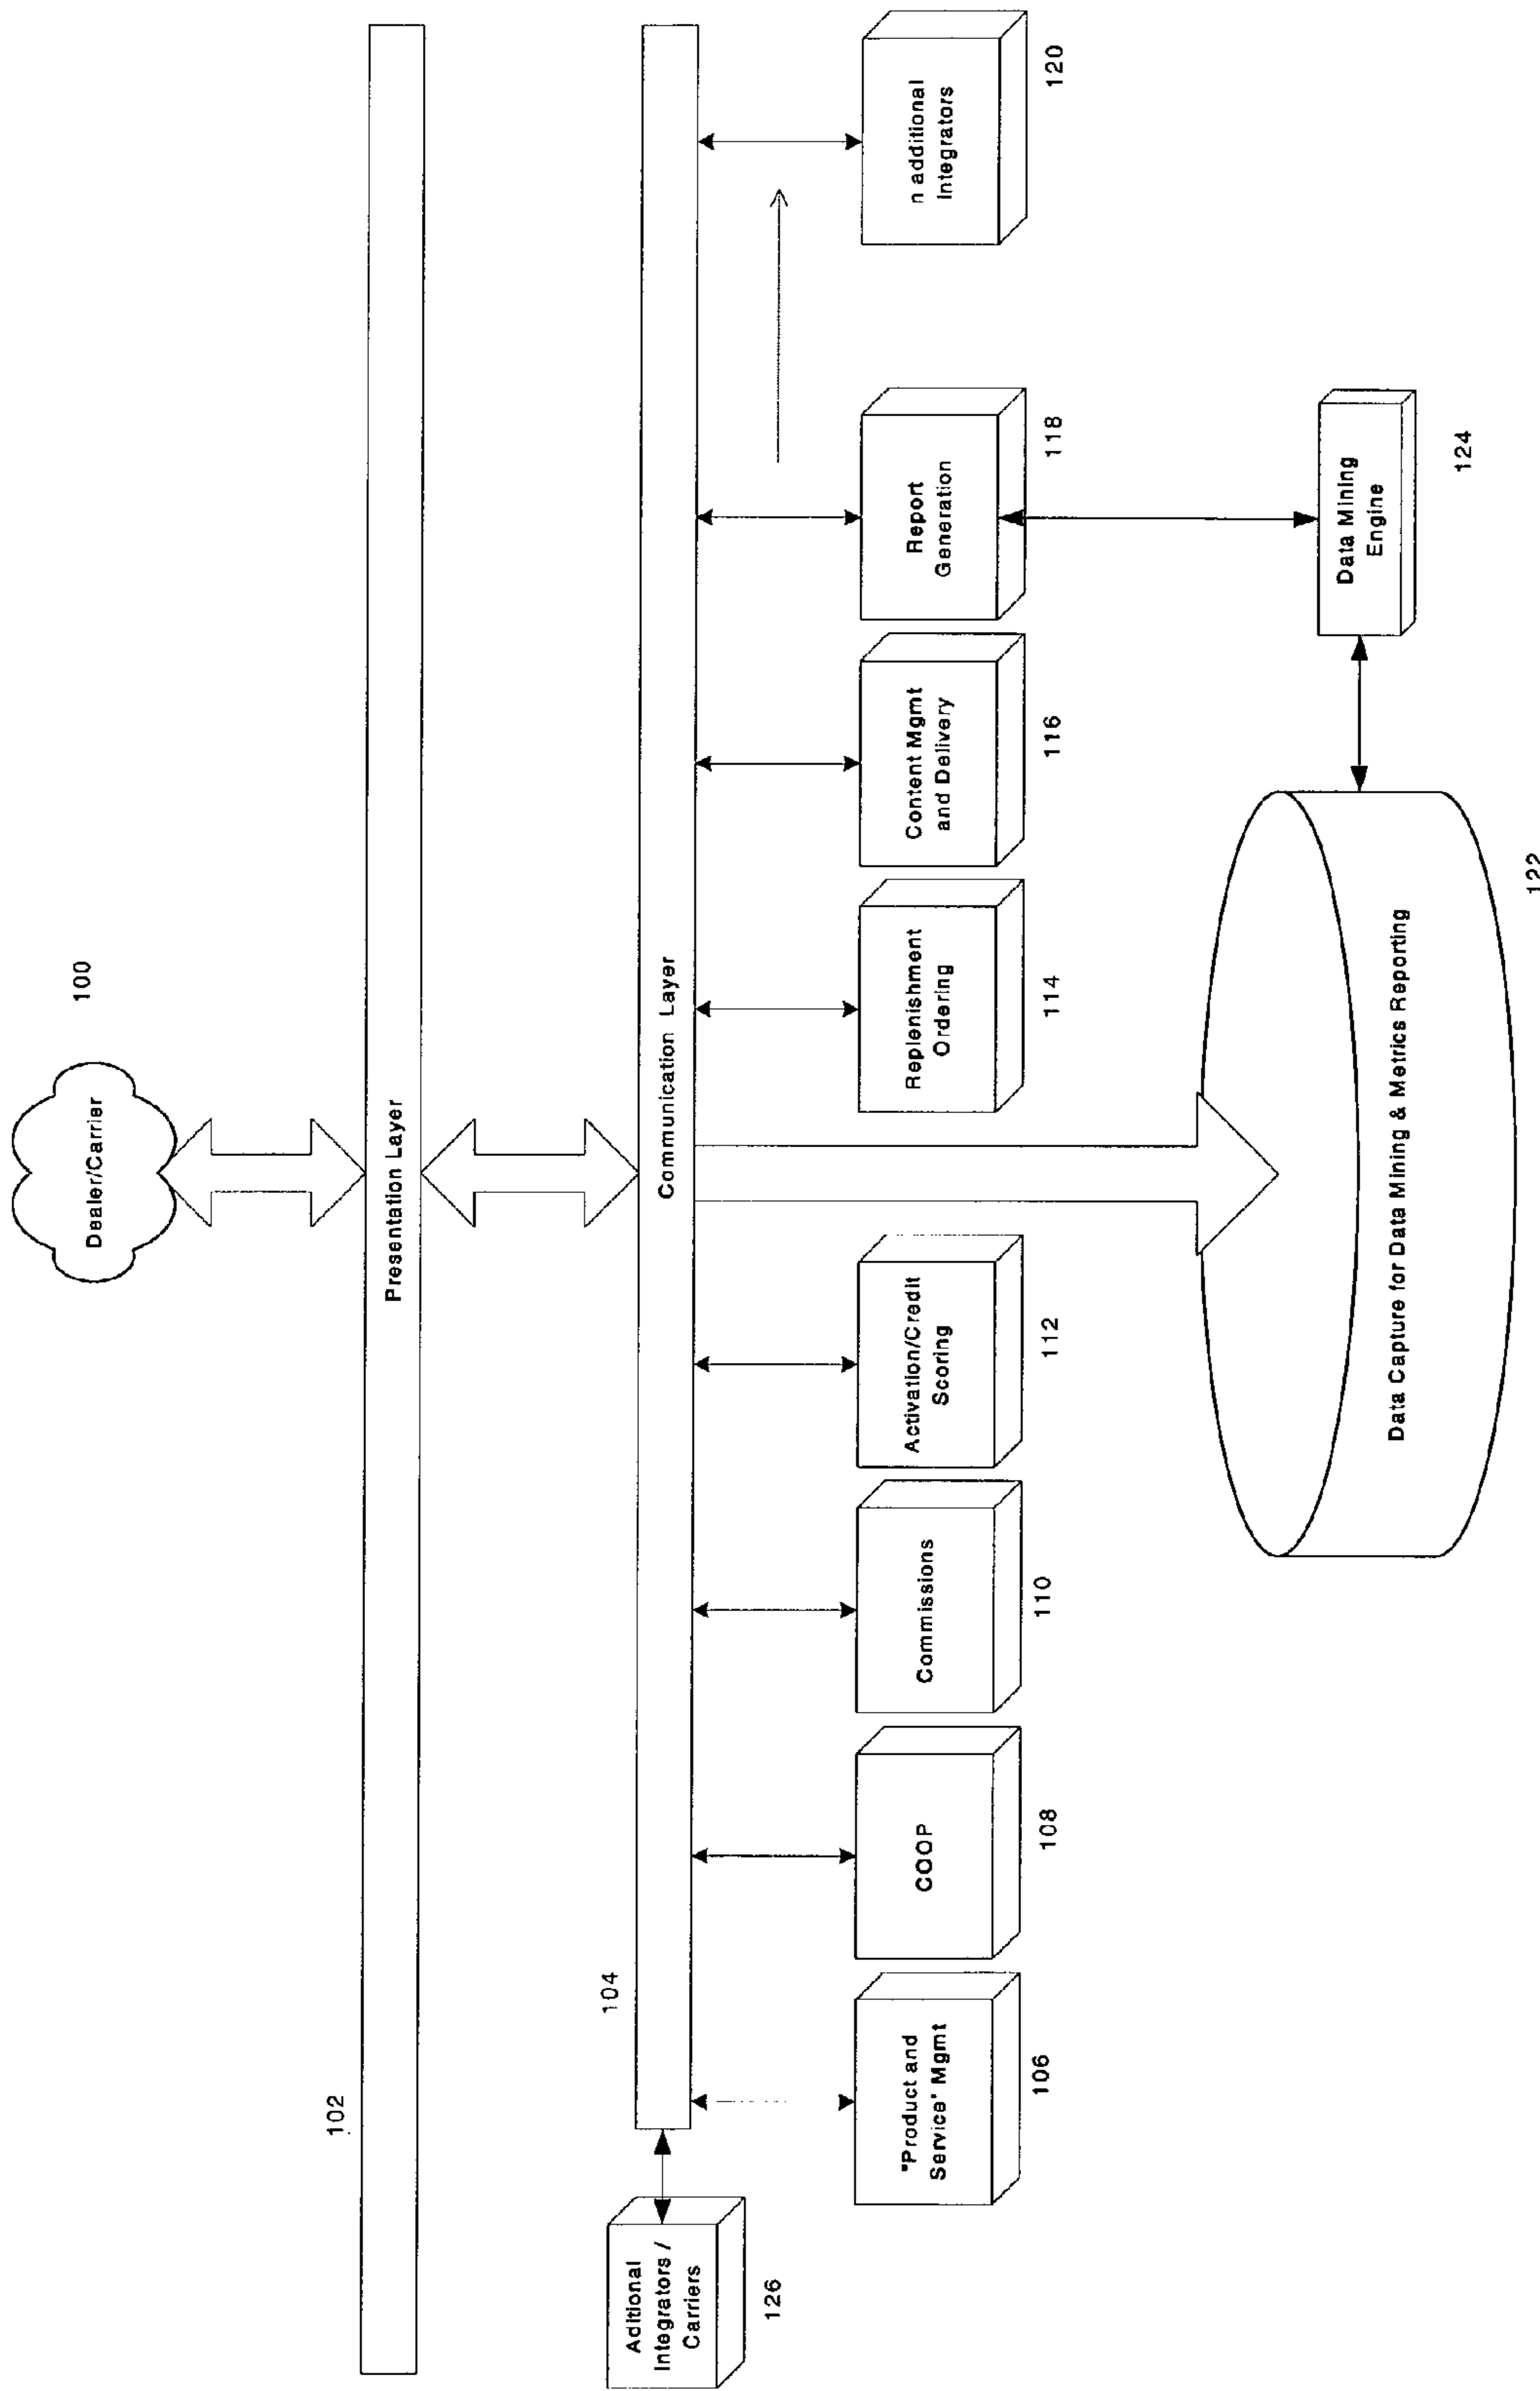 100
Dealer/Carrier
102
Presentation Layer
104
Communication Layer
Aditional
Integrators /
Carriers
126
"Product and
Service" Mgmt
106
COOP
108
Commissions
110
Activation/Credit
Scoring
112
Replenishment
Ordering
114
Content Mgmt
and Delivery
116
Report
Generation
118
n additional
integrators
120
Data Capture for Data Mining & Metrics Reporting
122
Data Mining
Engine
124